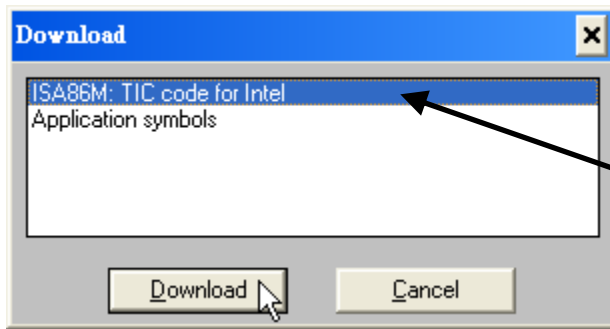 Download
ISA86M: TIC code for Intel
Application symbols
Download
Cancel